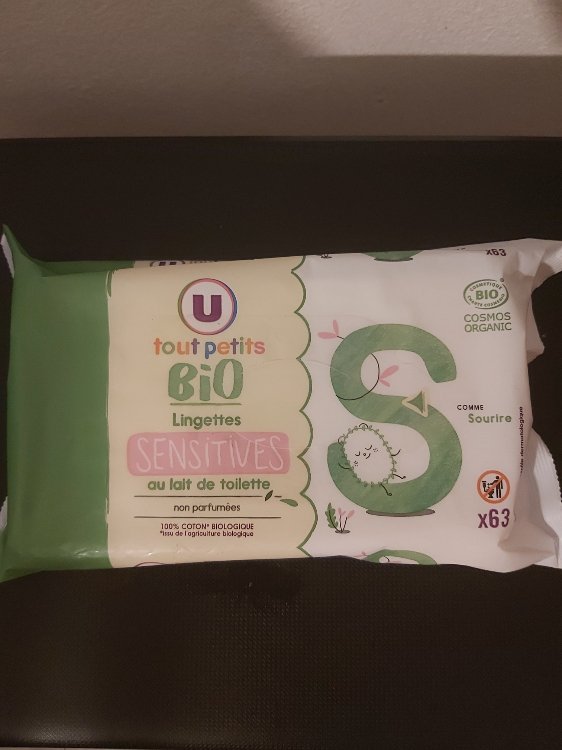 x63
U
tout petits
BiO
Lingettes
SENSITIVES
au lait de toilette
non parfumées
100% COTON* BIOLOGIQUE
*issu de l'agriculture biologique
BIO
COSMOS
ORGANIC
S
COMME
Sourire
x63